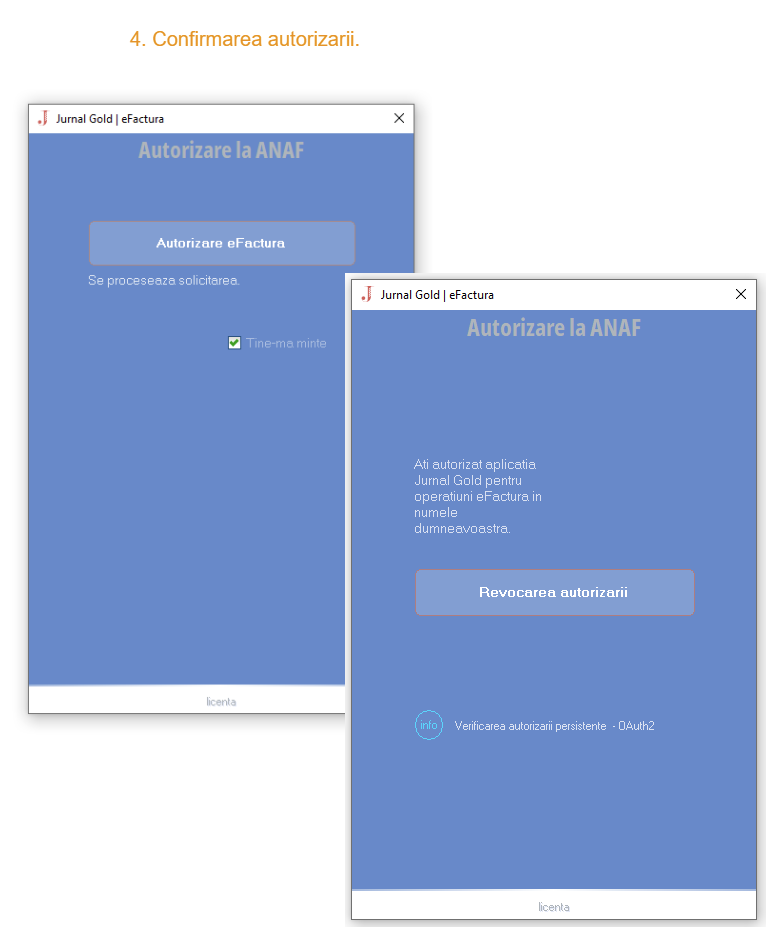 4. Confirmarea autorizarii.
Jurnal Gold | eFactura
Autorizare la ANAF
Autorizare eFactura
Se proceseaza solicitarea.
Tine-ma minte
licenta
Jurnal Gold | eFactura
Autorizare la ANAF
Ati autorizat aplicatia
Jurnal Gold pentru
operatiuni eFactura in
numele
dumneavoastra.
Revocarea autorizarii
info Verificarea autorizarii persistente - OAuth2
licenta